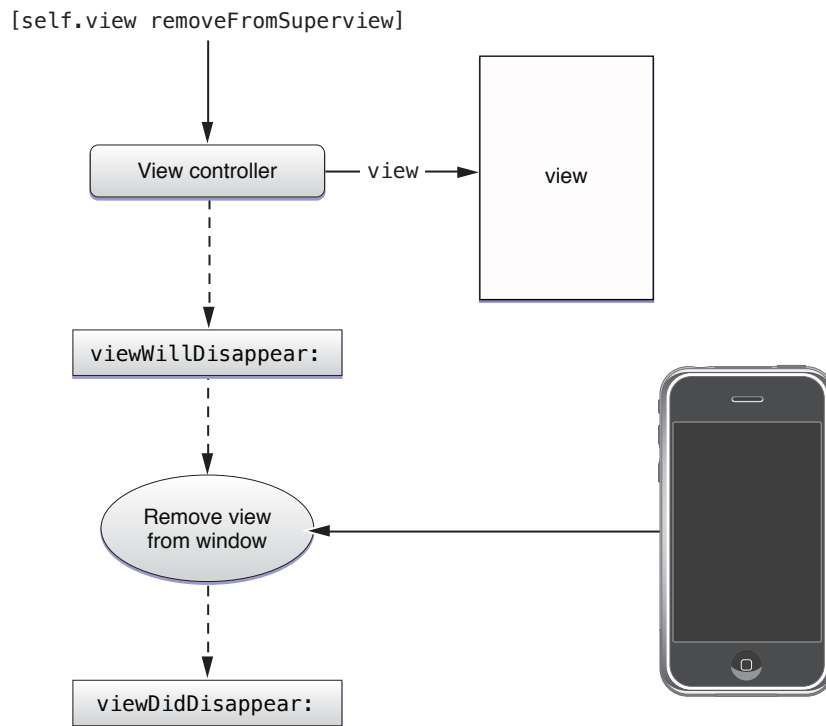 [self.view removeFromSuperview]
View controller
view
view
viewWillDisappear:
Remove view
from window
viewDidDisappear: